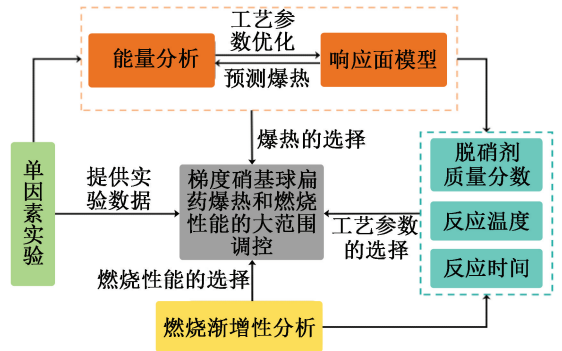 工艺参
数优化
能量分析
响应面模型
预测爆热
爆热的选择
单因素实验
提供实
验数据
梯度硝基球扁
药爆热和燃烧
性能的大范围
调控
脱硝剂
质量分数
反应温度
反应时间
工艺参数
的选择
燃烧性能的选择
燃烧渐增性分析